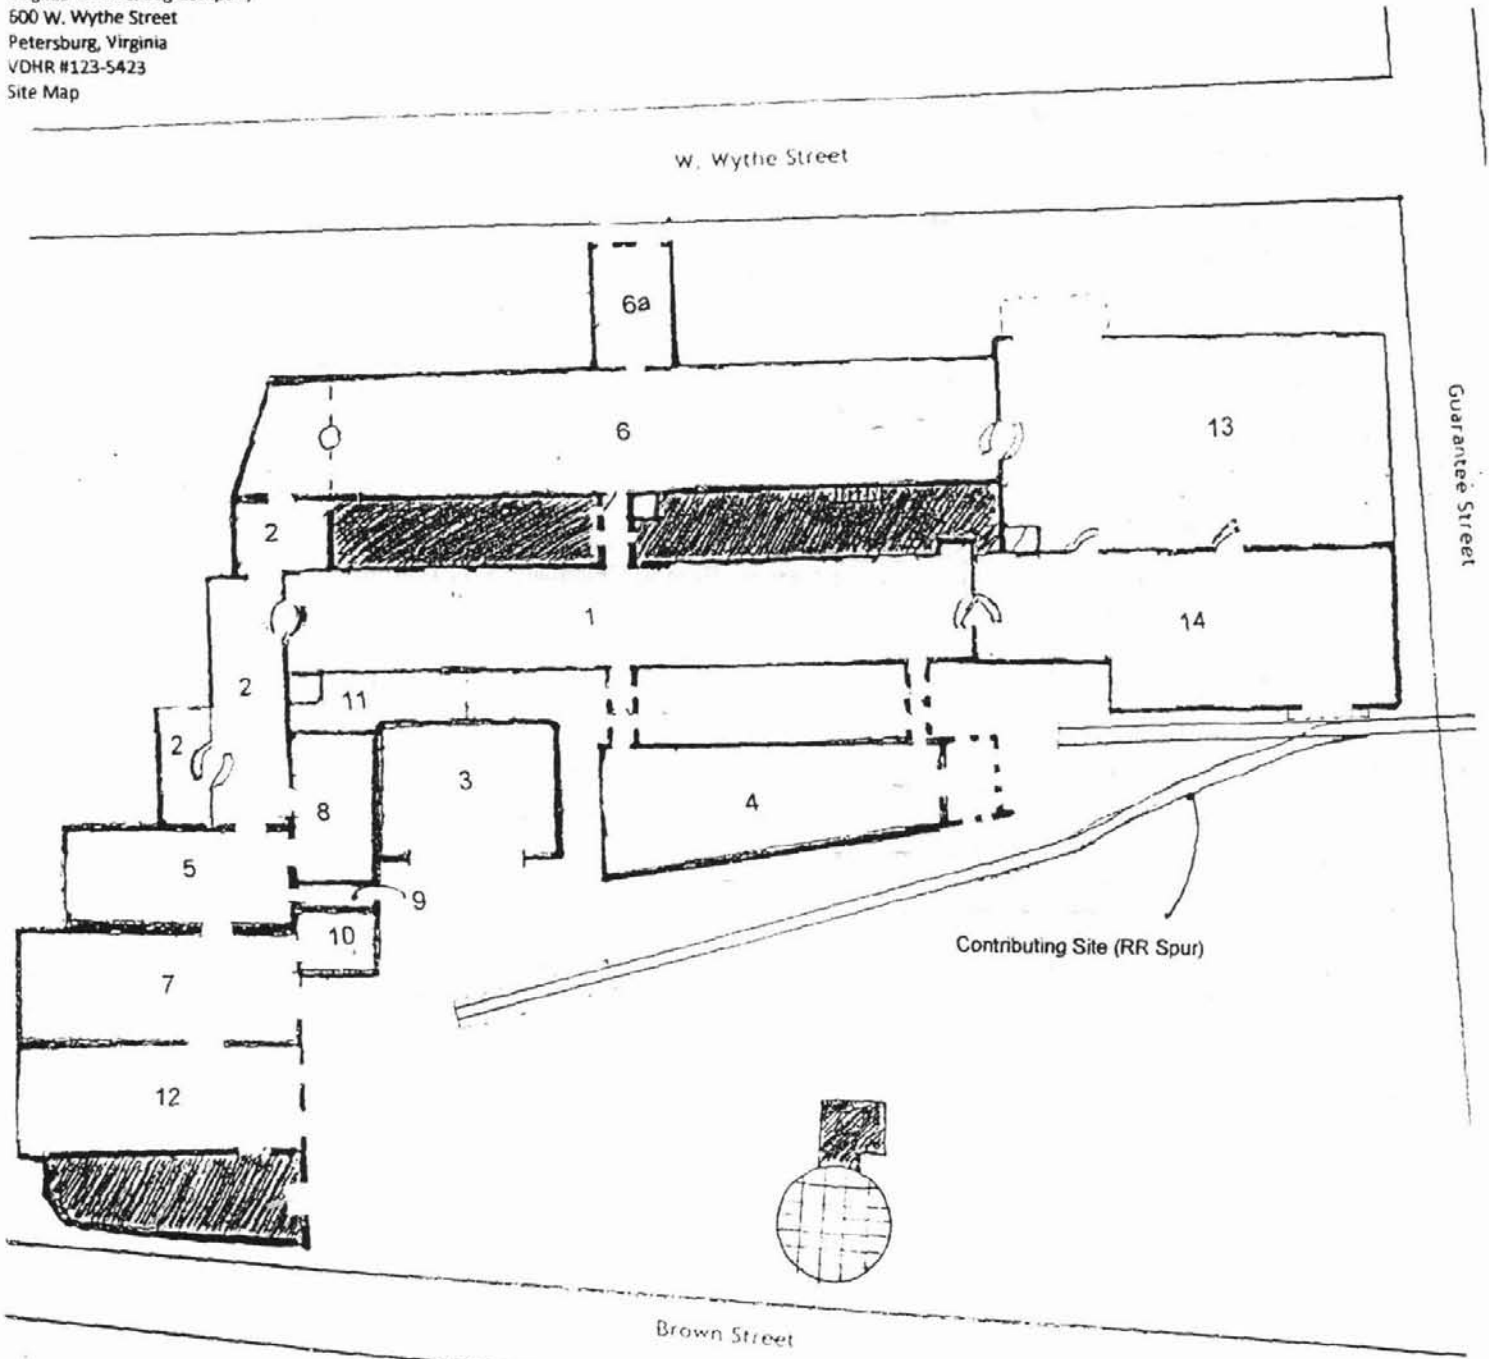 600 W. Wythe Street
Petersburg, Virginia
VDHR #123-5423
Site Map
W. Wythe Street
6a
6
13
Guarantee Street
2
1
14
2
11
2
3
8
4
5
9
10
Contributing Site (RR Spur)
7
12
Brown Street